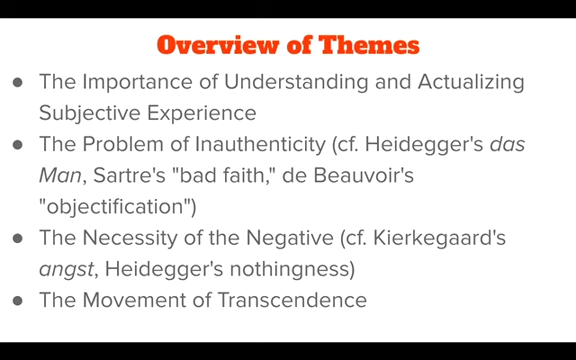 Overview of Themes
● The Importance of Understanding and Actualizing
Subjective Experience
● The Problem of Inauthenticity (cf. Heidegger's das
Man, Sartre's "bad faith," de Beauvoir's
"objectification")
● The Necessity of the Negative (cf. Kierkegaard's
angst, Heidegger's nothingness)
● The Movement of Transcendence